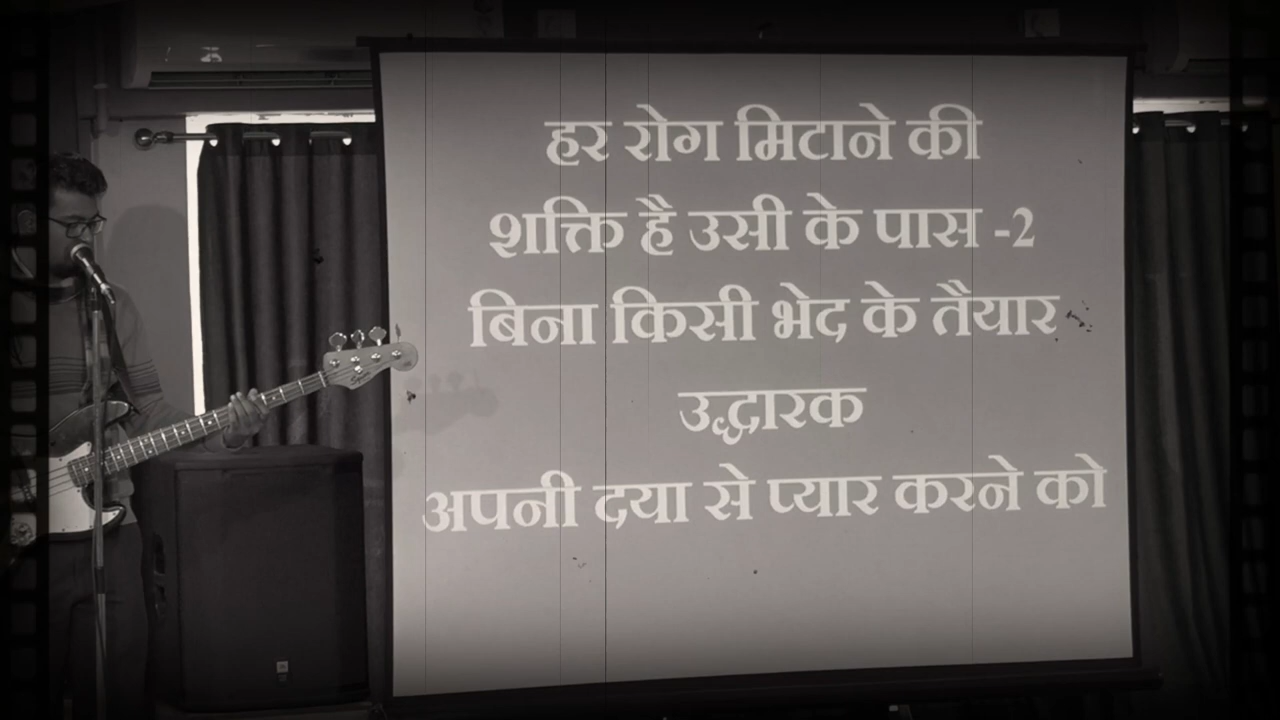 हर रोग मिटाने की
शक्ति है उसी के पास -2
बिना किसी भेद के तैयार
उद्धारक
अपनी दया से प्यार करने को